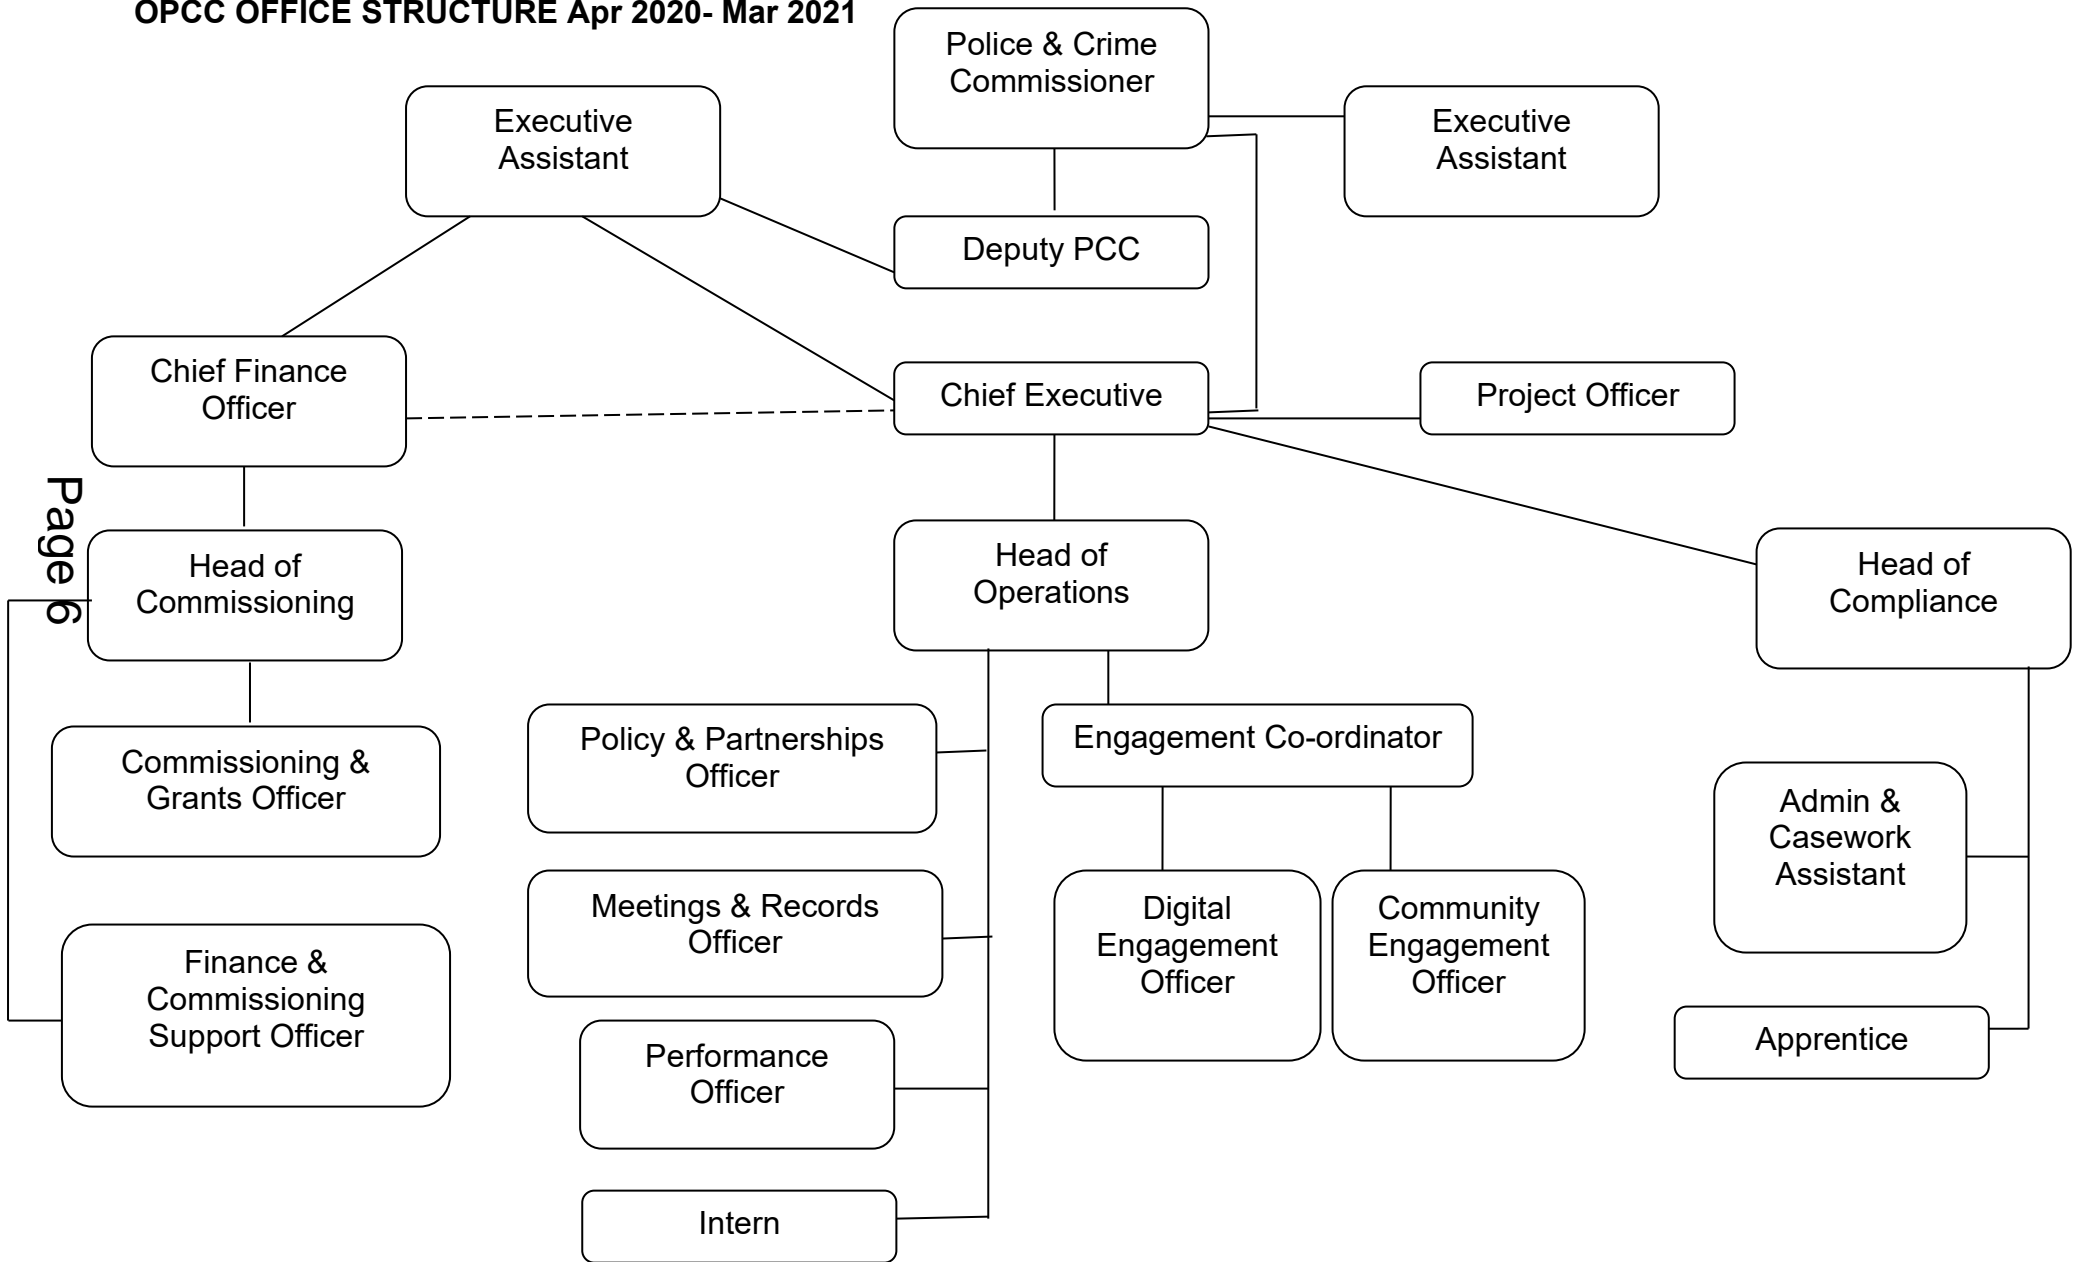 OPCC OFFICE STRUCTURE Apr 2020- Mar 2021
Police & Crime
Commissioner
Executive
Assistant
Executive
Assistant
Deputy PCC
Chief Finance
Officer
Chief Executive
Project Officer
Page 6
Head of
Commissioning
Head of
Operations
Head of
Compliance
Commissioning &
Grants Officer
Policy & Partnerships
Officer
Engagement Co-ordinator
Admin &
Casework
Assistant
Meetings & Records
Officer
Digital
Engagement
Officer
Community
Engagement
Officer
Finance &
Commissioning
Support Officer
Performance
Officer
Apprentice
Intern